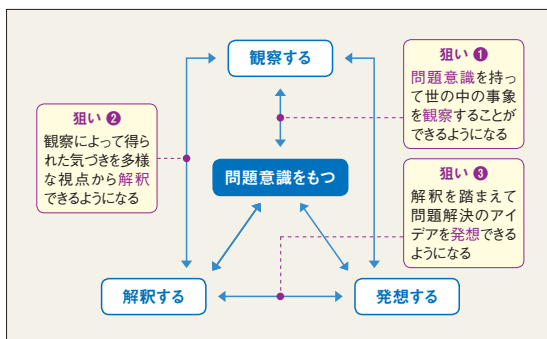 観察する
狙い ❶
問題意識を持っ
て世の中の事象
を観察することが
できるようになる
狙い ❷
観察によって得ら
れた気づきを多様
な視点から解釈
できるようになる
問題意識をもつ
狙い ❸
解釈を踏まえて
問題解決のアイ
デアを発想できる
ようになる
解釈する
発想する